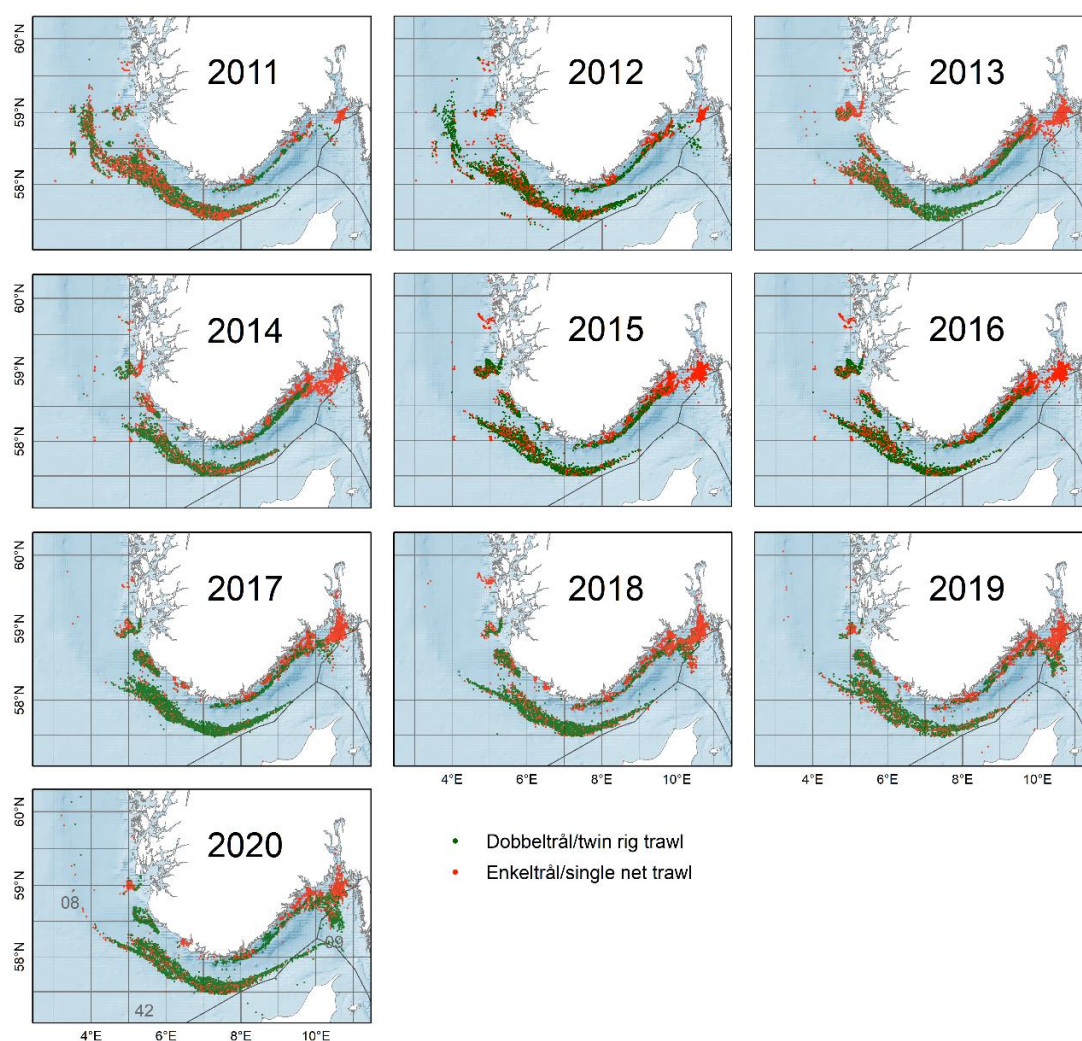 60°N
59°N
58°N
2011
2012
2013
60°N
59°N
58°N
2014
2015
2016
60°N
59°N
58°N
2017
2018
2019
4°E 6°E 8°E 10°E
4°E 6°E 8°E 10°E
60°N
59°N
58°N
2020
08
09
42
4°E 6°E 8°E 10°E
Dobbeltrål/twin rig trawl
Enkeltrål/single net trawl